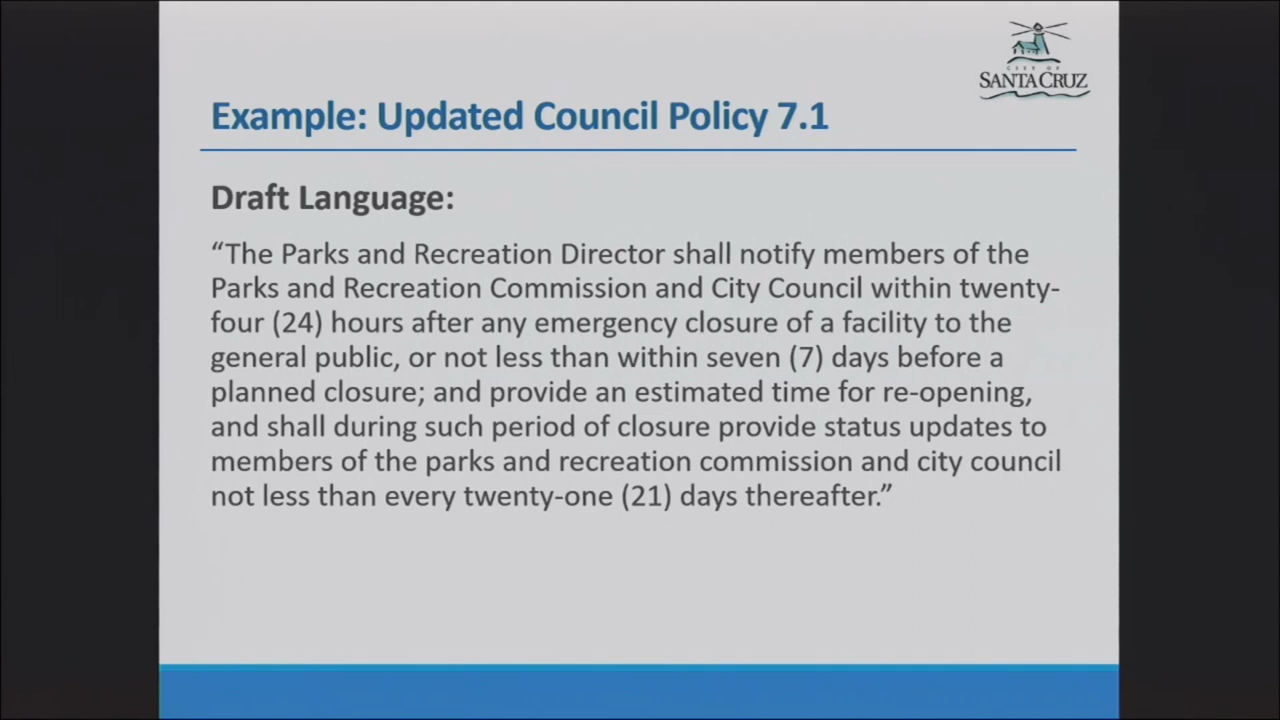 CITY OF
SANTA CRUZ
Example: Updated Council Policy 7.1
Draft Language:
“The Parks and Recreation Director shall notify members of the
Parks and Recreation Commission and City Council within twenty-
four (24) hours after any emergency closure of a facility to the
general public, or not less than within seven (7) days before a
planned closure; and provide an estimated time for re-opening,
and shall during such period of closure provide status updates to
members of the parks and recreation commission and city council
not less than every twenty-one (21) days thereafter.”